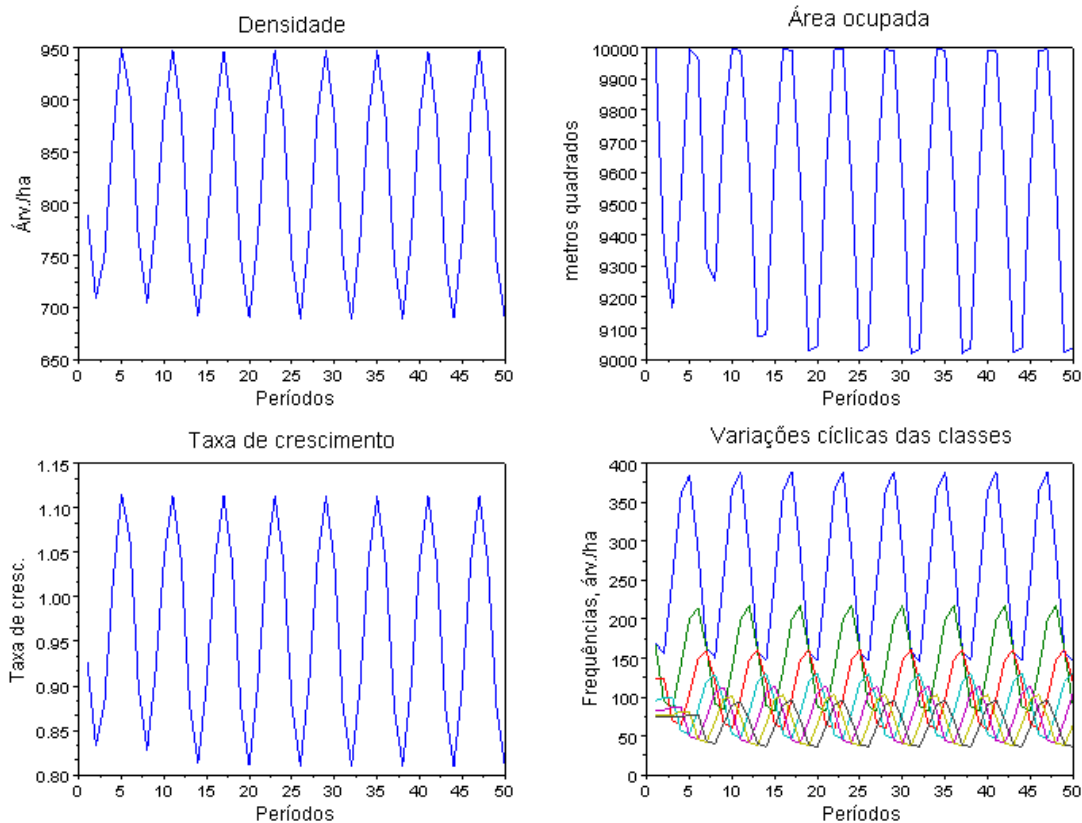 Densidade
950
900
850
800
750
700
650
Árv./ha
0 5 10 15 20 25 30 35 40 45 50
Períodos
Área ocupada
10000
9900
9800
9700
9600
9500
9400
9300
9200
9100
9000
metros quadrados
0 5 10 15 20 25 30 35 40 45 50
Períodos
Taxa de crescimento
1.15
1.10
1.05
1.00
0.95
0.90
0.85
0.80
Taxa de cresc.
0 5 10 15 20 25 30 35 40 45 50
Períodos
Variações cíclicas das classes
400
350
300
250
200
150
100
50
0
Frequências, árv./ha
0 5 10 15 20 25 30 35 40 45 50
Períodos